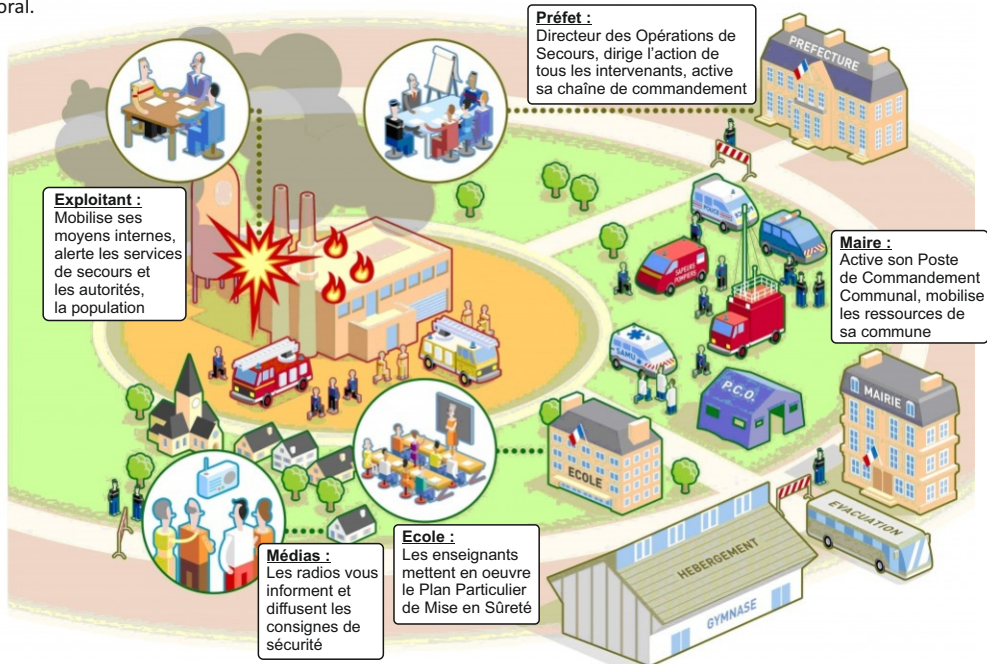 oral.
Préfet :
Directeur des Opérations de
Secours, dirige l'action de
tous les intervenants, active
sa chaîne de commandement
PREFECTURE
Exploitant :
Mobilise ses
moyens internes,
alerte les services
de secours et
les autorités,
la population
POLICE
SAPEURS
POMPIERS
Maire :
Active son Poste
de Commandement
Communal, mobilise
les ressources de
sa commune
SAMU
P.C.O.
MAIRIE
ECOLE
EVACUATION
HEBERGEMENT
GYMNASE
Médias :
Les radios vous
informent et
diffusent les
consignes de
sécurité
Ecole :
Les enseignants
mettent en oeuvre
le Plan Particulier
de Mise en Sûreté